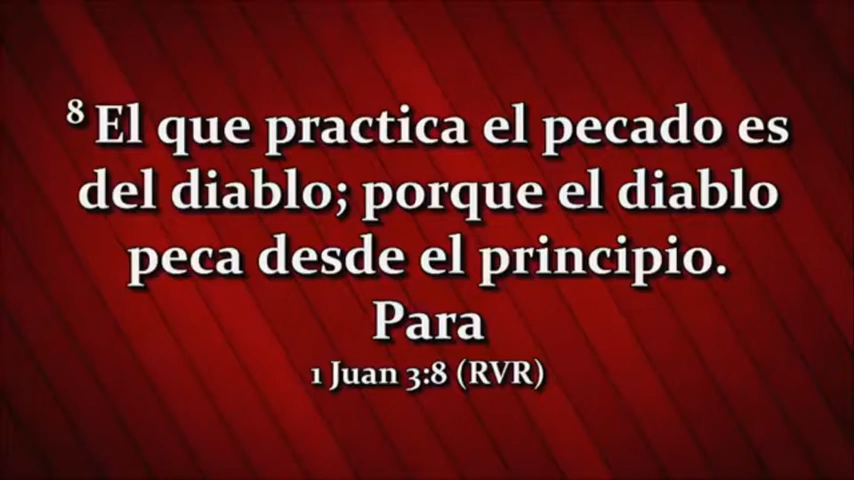 8 El que practica el pecado es
del diablo; porque el diablo
peca desde el principio.
Para
1 Juan 3:8 (RVR)